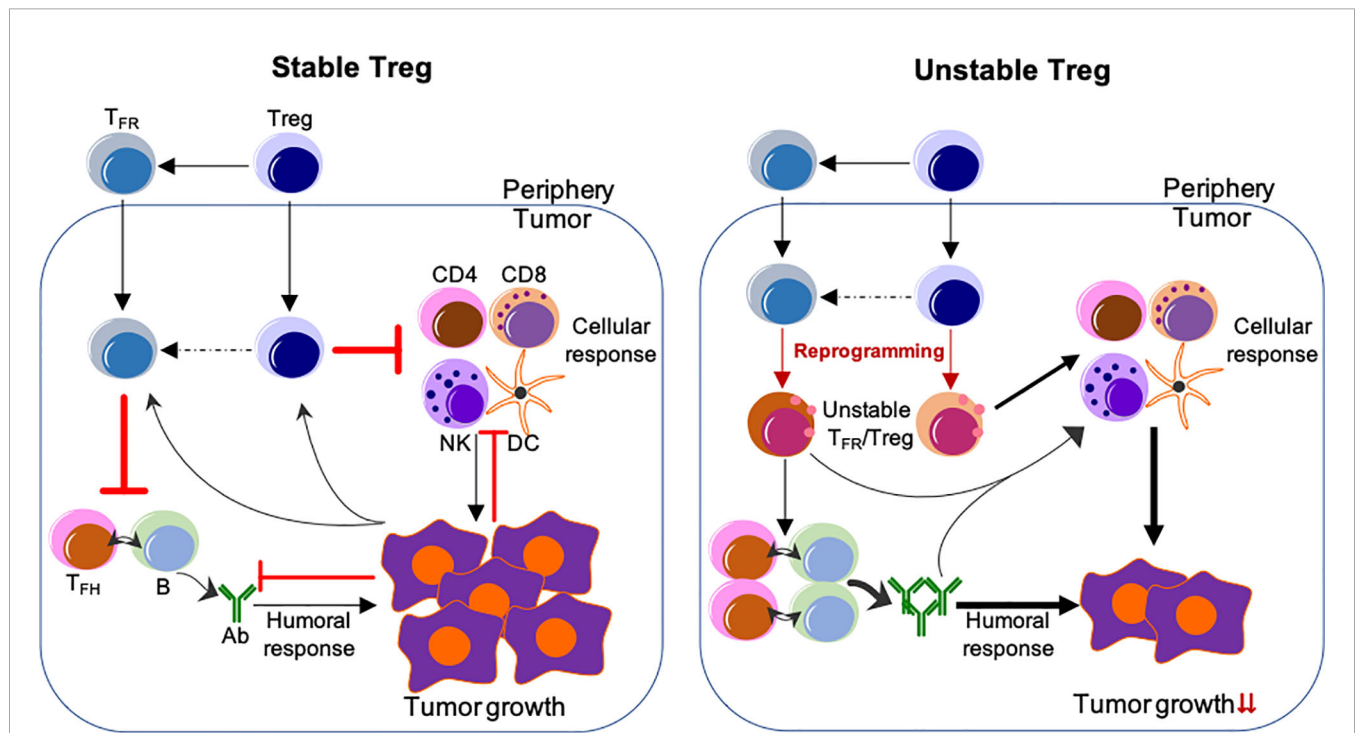 Stable Treg
Unstable Treg
TFR
Treg
Periphery
Tumor
Periphery
Tumor
CD4
CD8
Cellular
response
NK
DC
TFH
B
Ab
Humoral
response
Tumor growth
Reprogramming
Unstable
TFR/Treg
Cellular
response
Humoral
response
Tumor growth⇊